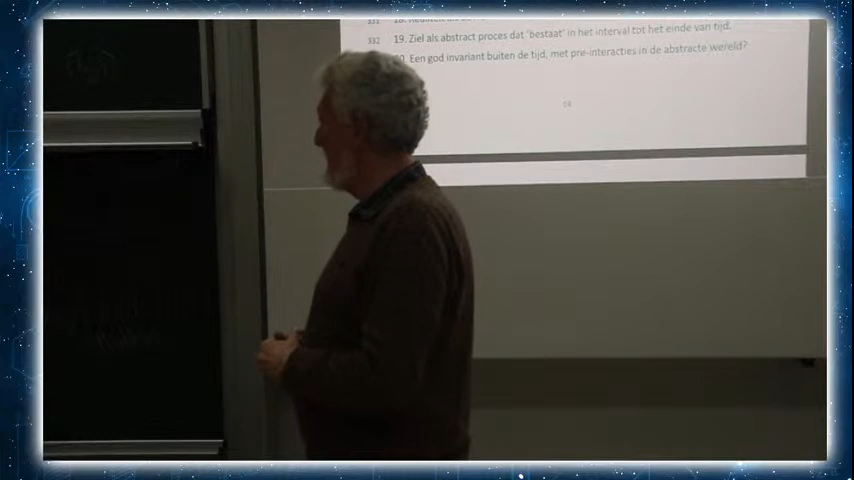 331
332 19. Ziel als abstract proces dat 'bestaat' in het interval tot het einde van tijd.
Een god invariant buiten de tijd, met pre-interacties in de abstracte wereld?